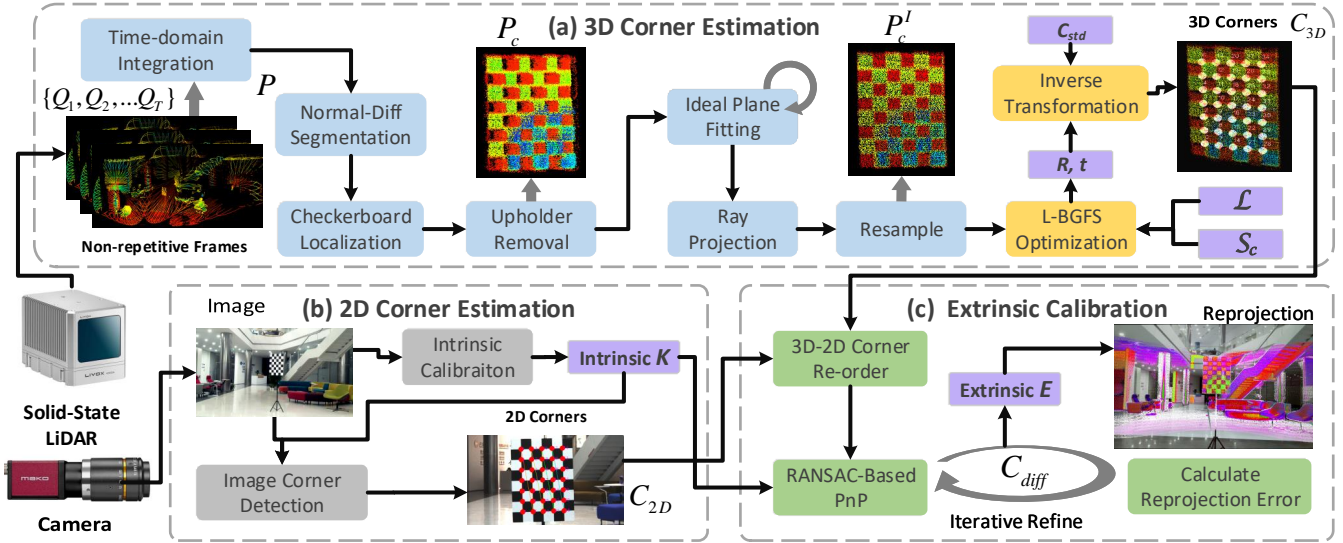 (a) 3D Corner Estimation
Time-domain
Integration
P
{Q_1, Q_2, ...Q_T}
Non-repetitive Frames
Normal-Diff
Segmentation
Checkerboard
Localization
P_c
Upholder
Removal
Ideal Plane
Fitting
Ray
Projection
P_c^I
Resample
C_std
Inverse
Transformation
R, t
L-BGFS
Optimization
3D Corners
C_3D
ℒ
𝒮_c
LIVOX
Solid-State
LiDAR
MAKO
Camera
(b) 2D Corner Estimation
Image
Intrinsic
Calibraiton
Intrinsic K
Image Corner
Detection
2D Corners
C_2D
(c) Extrinsic Calibration
3D-2D Corner
Re-order
RANSAC-Based
PnP
Extrinsic E
C_diff
Iterative Refine
Reprojection
Calculate
Reprojection Error